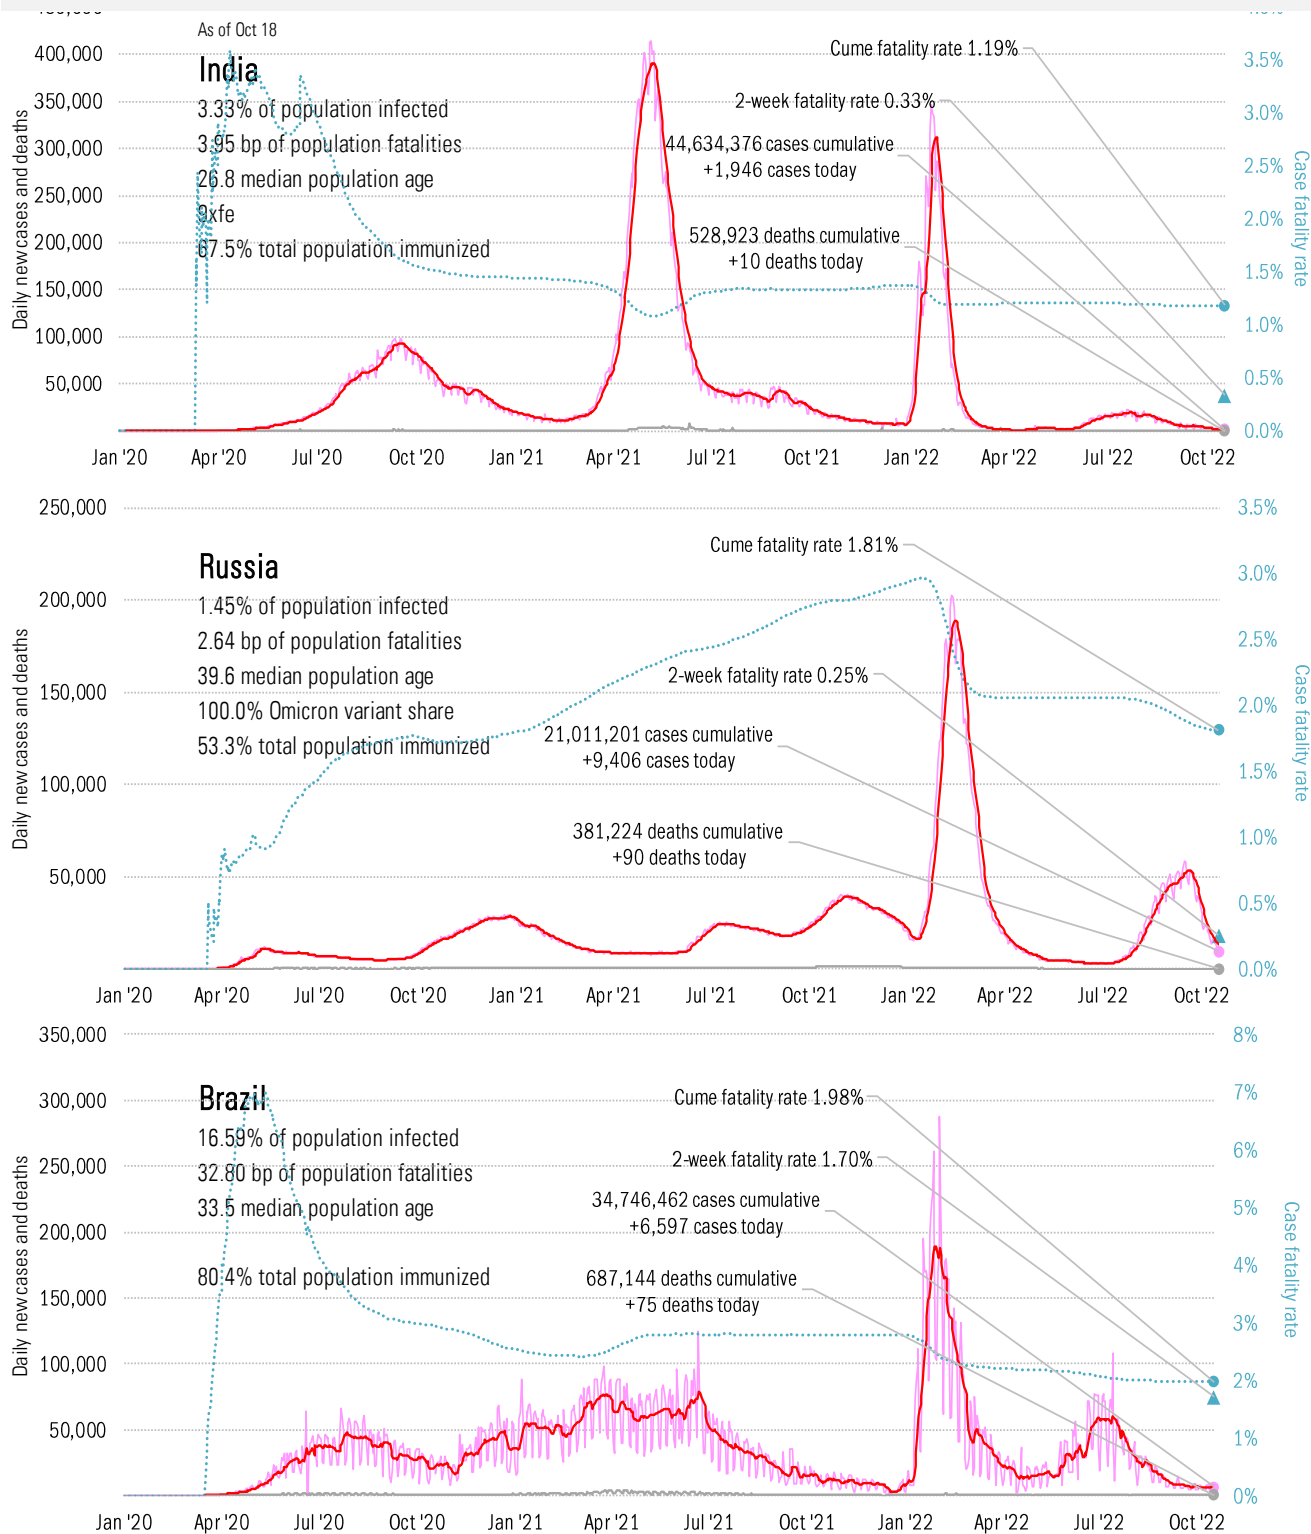 As of Oct 18
India
3.33% of population infected
3.95 bp of population fatalities
26.8 median population age
67.5% total population immunized
Cume fatality rate 1.19%
2-week fatality rate 0.33%
44,634,376 cases cumulative
+1,946 cases today
528,923 deaths cumulative
+10 deaths today
Daily new cases and deaths
400,000
350,000
300,000
250,000
200,000
150,000
100,000
50,000
3.5%
3.0%
2.5%
2.0%
1.5%
1.0%
0.5%
0.0%
Case fatality rate
Jan '20 Apr '20 Jul '20 Oct '20 Jan '21 Apr '21 Jul '21 Oct '21 Jan '22 Apr '22 Jul '22 Oct '22
Russia
1.45% of population infected
2.64 bp of population fatalities
39.6 median population age
100.0% Omicron variant share
53.3% total population immunized
Cume fatality rate 1.81%
2-week fatality rate 0.25%
21,011,201 cases cumulative
+9,406 cases today
381,224 deaths cumulative
+90 deaths today
Daily new cases and deaths
250,000
200,000
150,000
100,000
50,000
3.5%
3.0%
2.5%
2.0%
1.5%
1.0%
0.5%
0.0%
Case fatality rate
Jan '20 Apr '20 Jul '20 Oct '20 Jan '21 Apr '21 Jul '21 Oct '21 Jan '22 Apr '22 Jul '22 Oct '22
Brazil
16.59% of population infected
32.80 bp of population fatalities
33.5 median population age
80.4% total population immunized
Cume fatality rate 1.98%
2-week fatality rate 1.70%
34,746,462 cases cumulative
+6,597 cases today
687,144 deaths cumulative
+75 deaths today
Daily new cases and deaths
350,000
300,000
250,000
200,000
150,000
100,000
50,000
8%
7%
6%
5%
4%
3%
2%
1%
0%
Case fatality rate
Jan '20 Apr '20 Jul '20 Oct '20 Jan '21 Apr '21 Jul '21 Oct '21 Jan '22 Apr '22 Jul '22 Oct '22